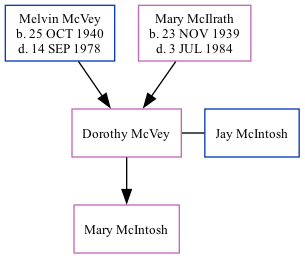 Melvin McVey
b. 25 OCT 1940
d. 14 SEP 1978
Mary McIlrath
b. 23 NOV 1939
d. 3 JUL 1984
Dorothy McVey
Jay McIntosh
Mary McIntosh